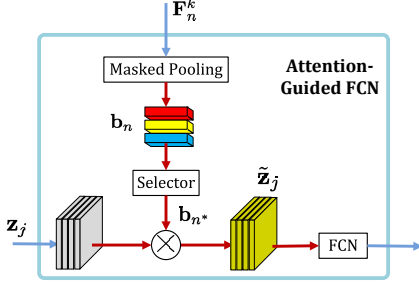 F_n^k
Masked Pooling
Attention-
Guided FCN
b_n
Selector
z̃_j
z_j
b_{n*}
FCN